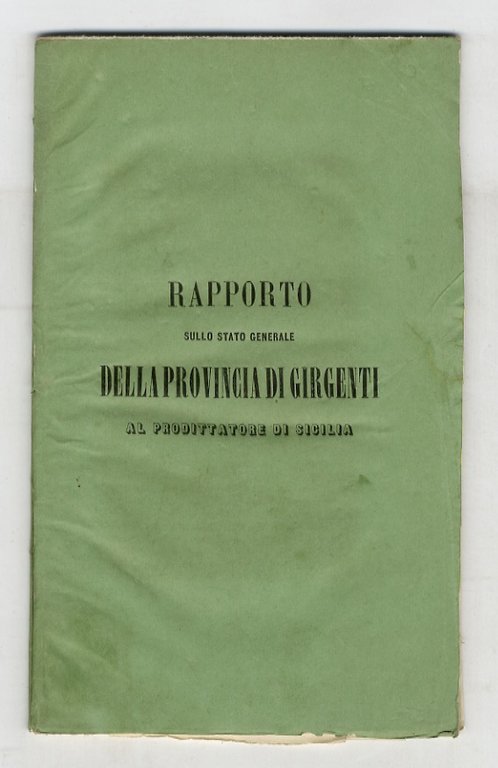 RAPPORTO
SULLO STATO GENERALE
DELLA PROVINCIA DI GIRGENTI
AL PRODITTATORE DI SICILIA